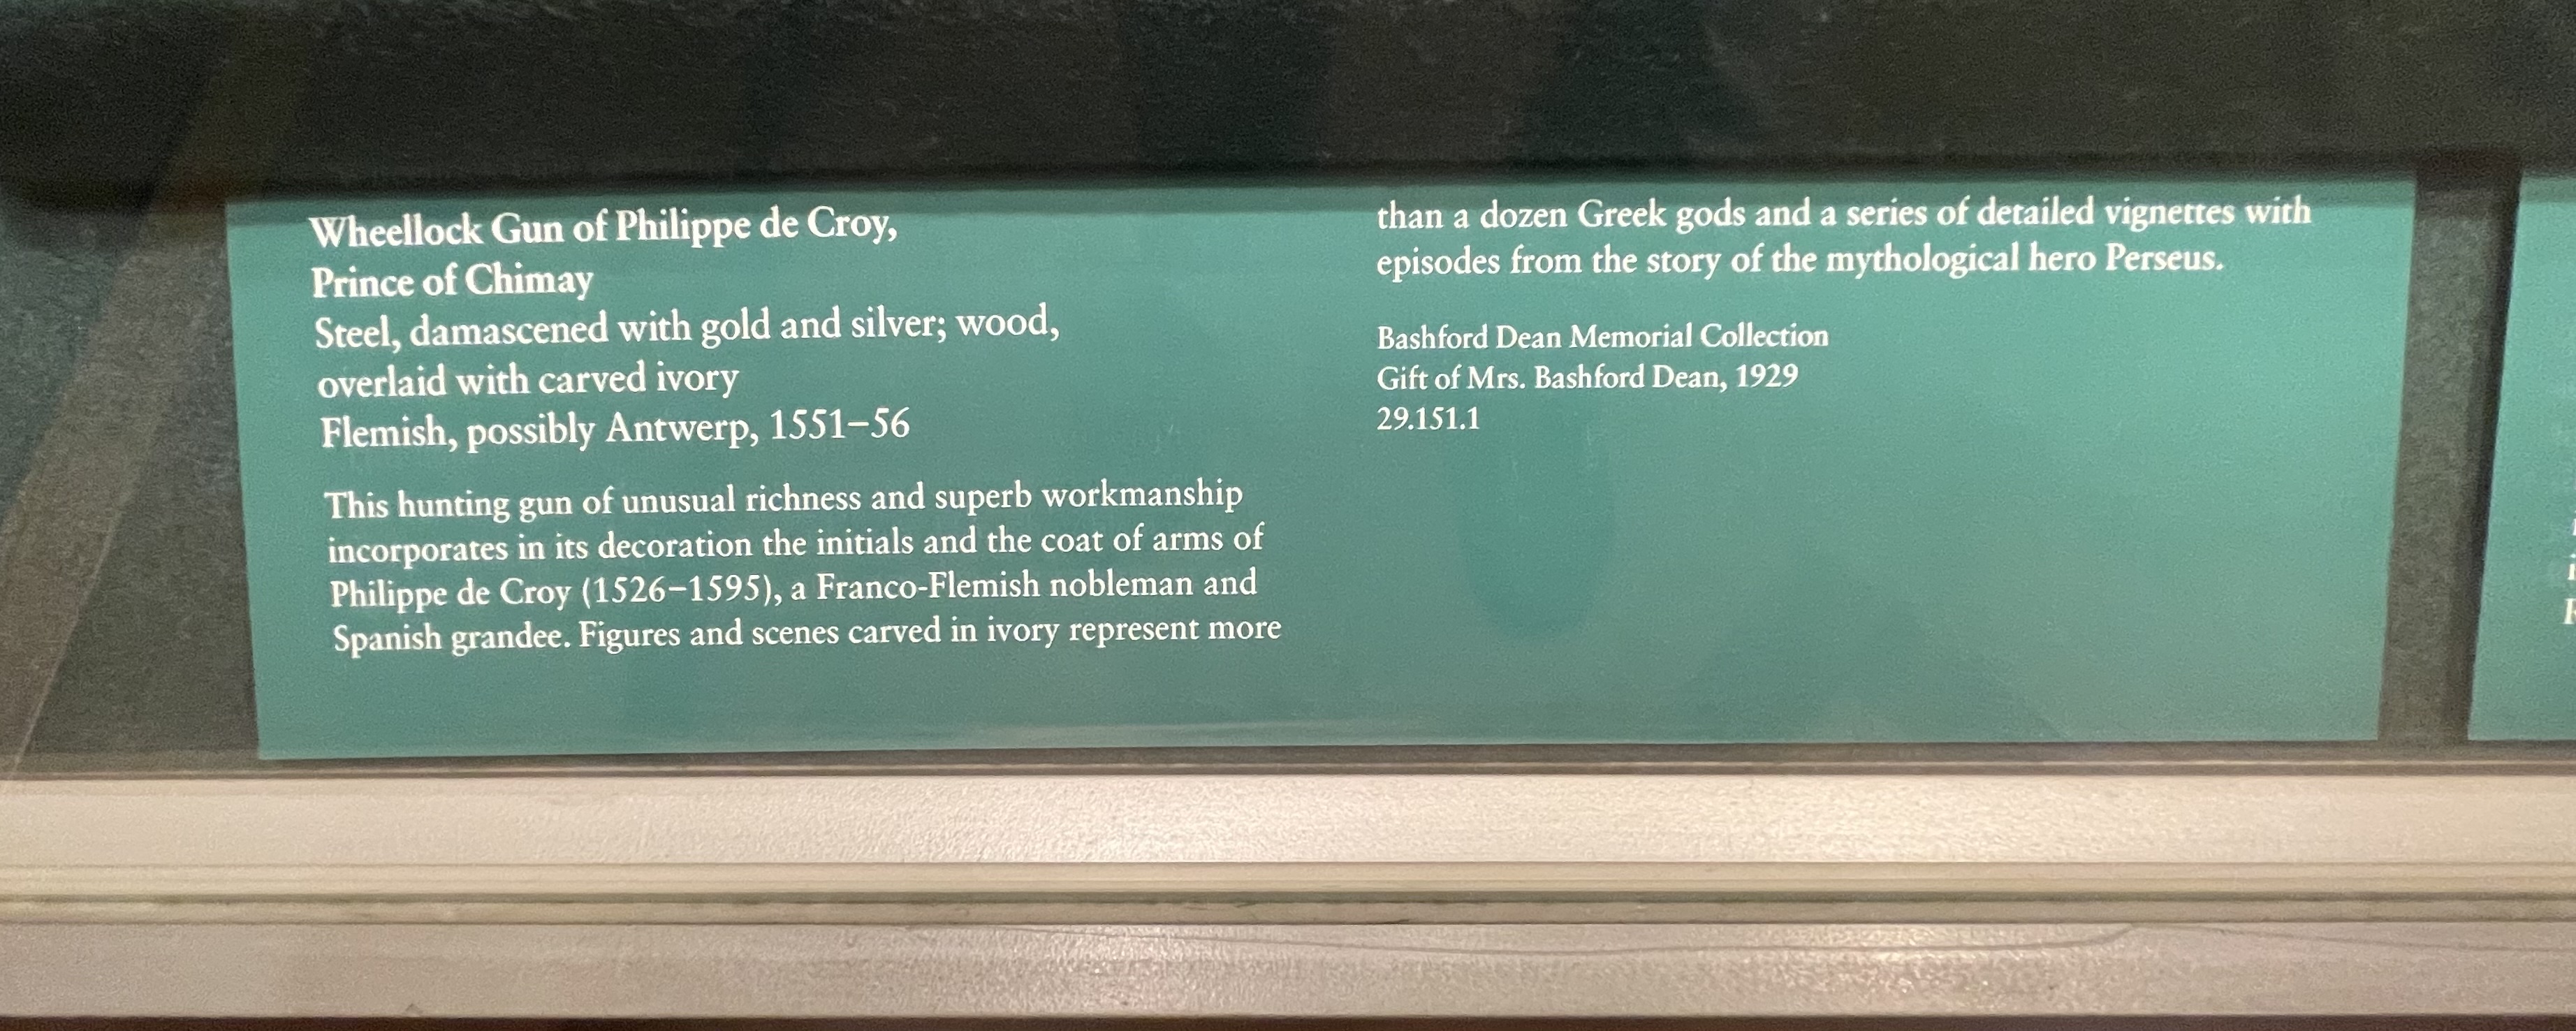 Wheellock Gun of Philippe de Croy,
Prince of Chimay
Steel, damascened with gold and silver; wood,
overlaid with carved ivory
Flemish, possibly Antwerp, 1551–56
This hunting gun of unusual richness and superb workmanship
incorporates in its decoration the initials and the coat of arms of
Philippe de Croy (1526–1595), a Franco-Flemish nobleman and
Spanish grandee. Figures and scenes carved in ivory represent more
than a dozen Greek gods and a series of detailed vignettes with
episodes from the story of the mythological hero Perseus.
Bashford Dean Memorial Collection
Gift of Mrs. Bashford Dean, 1929
29.151.1